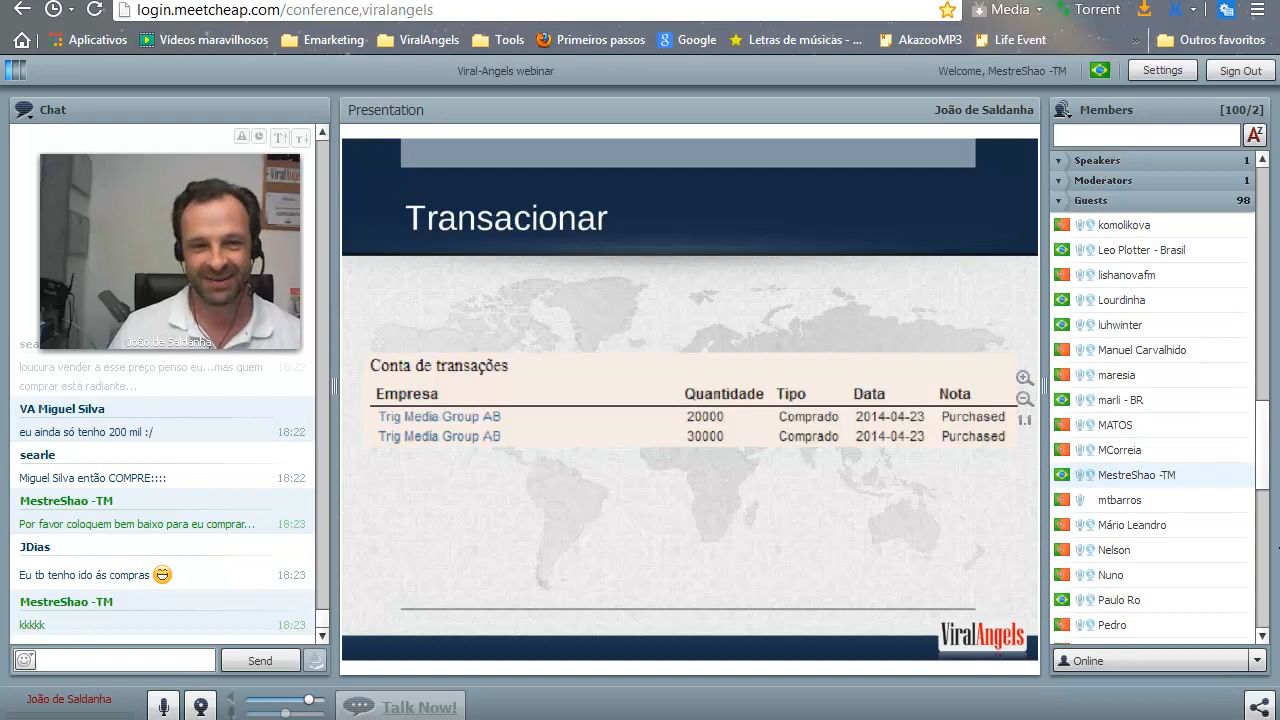 login.meetcheap.com/conference,viralangels
Media
Torrent
Aplicativos
Vídeos maravilhosos
Emarketing
ViralAngels
Tools
Primeiros passos
Google
Letras de músicas - ...
AkazooMP3
Life Event
»
Outros favoritos
Viral-Angels webinar
Welcome, MestreShao -TM
Settings
Sign Out
Chat
João de Saldanha
sear
loucura vender a esse preço penso eu...mas quem 18:22
comprar está radiante...
VA Miguel Silva
eu ainda só tenho 200 mil :/ 18:22
searle
Miguel Silva então COMPRE:::: 18:22
MestreShao -TM
Por favor coloquem bem baixo para eu comprar... 18:23
JDias
Eu tb tenho ido ás compras 18:23
MestreShao -TM
kkkkk 18:23
Send
Presentation
João de Saldanha
Transacionar
Conta de transações
Empresa Quantidade Tipo Data Nota
Trig Media Group AB 20000 Comprado 2014-04-23 Purchased
Trig Media Group AB 30000 Comprado 2014-04-23 Purchased
1:1
ViralAngels
Members [100/2]
Speakers 1
Moderators 1
Guests 98
komolikova
Leo Plotter - Brasil
lishanovafm
Lourdinha
luhwinter
Manuel Carvalhido
maresia
marli - BR
MATOS
MCorreia
MestreShao -TM
mtbarros
Mário Leandro
Nelson
Nuno
Paulo Ro
Pedro
Online
João de Saldanha
Talk Now!